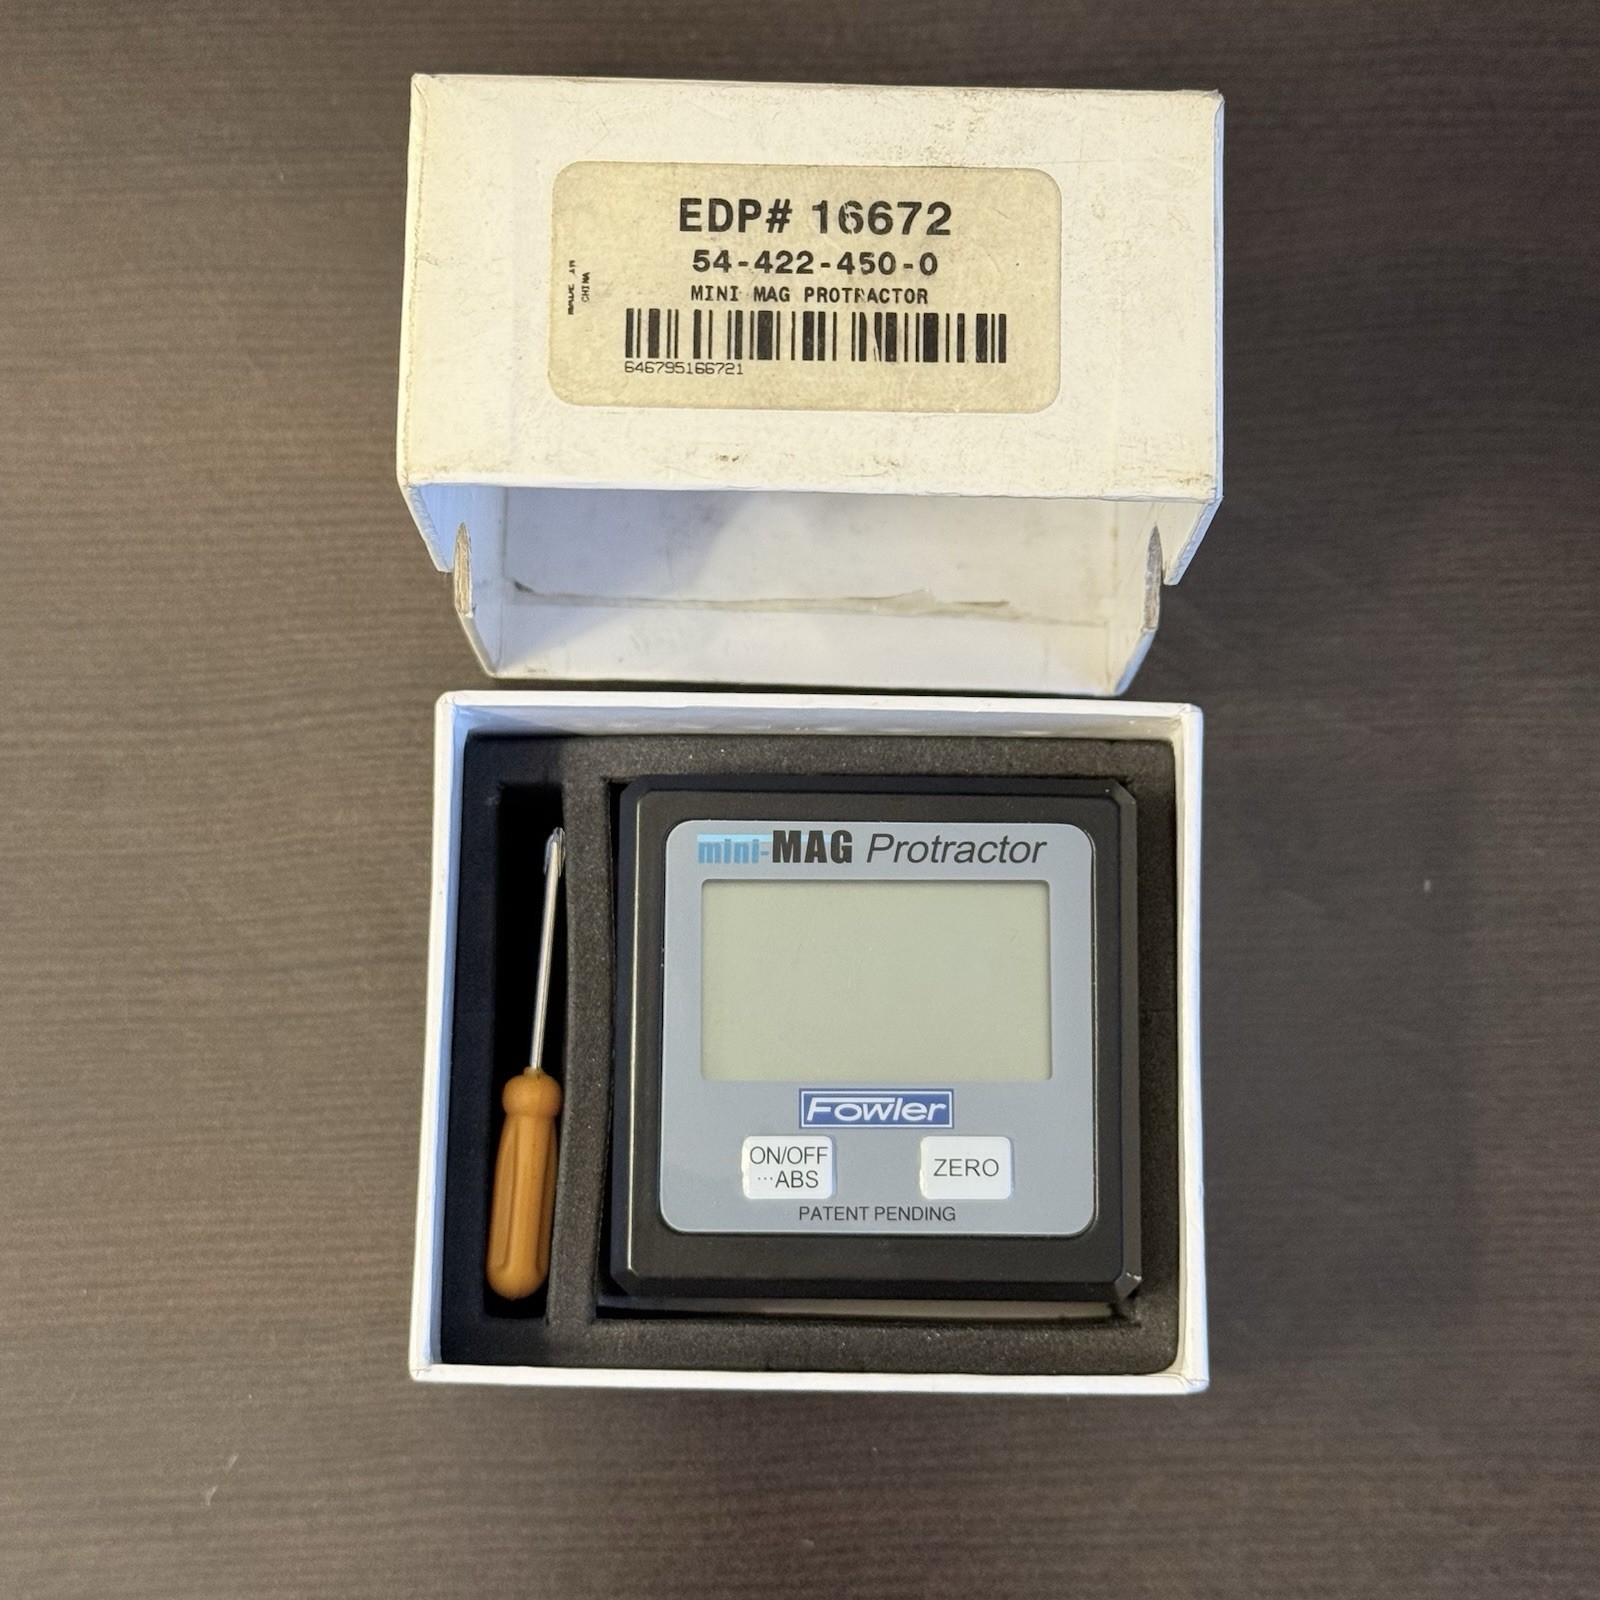 EDP# 16672
54-422-450-0
MINI MAG PROTRACTOR
CHINA
646795166721
mini-MAG Protractor
Fowler
ON/OFF
···ABS
ZERO
PATENT PENDING